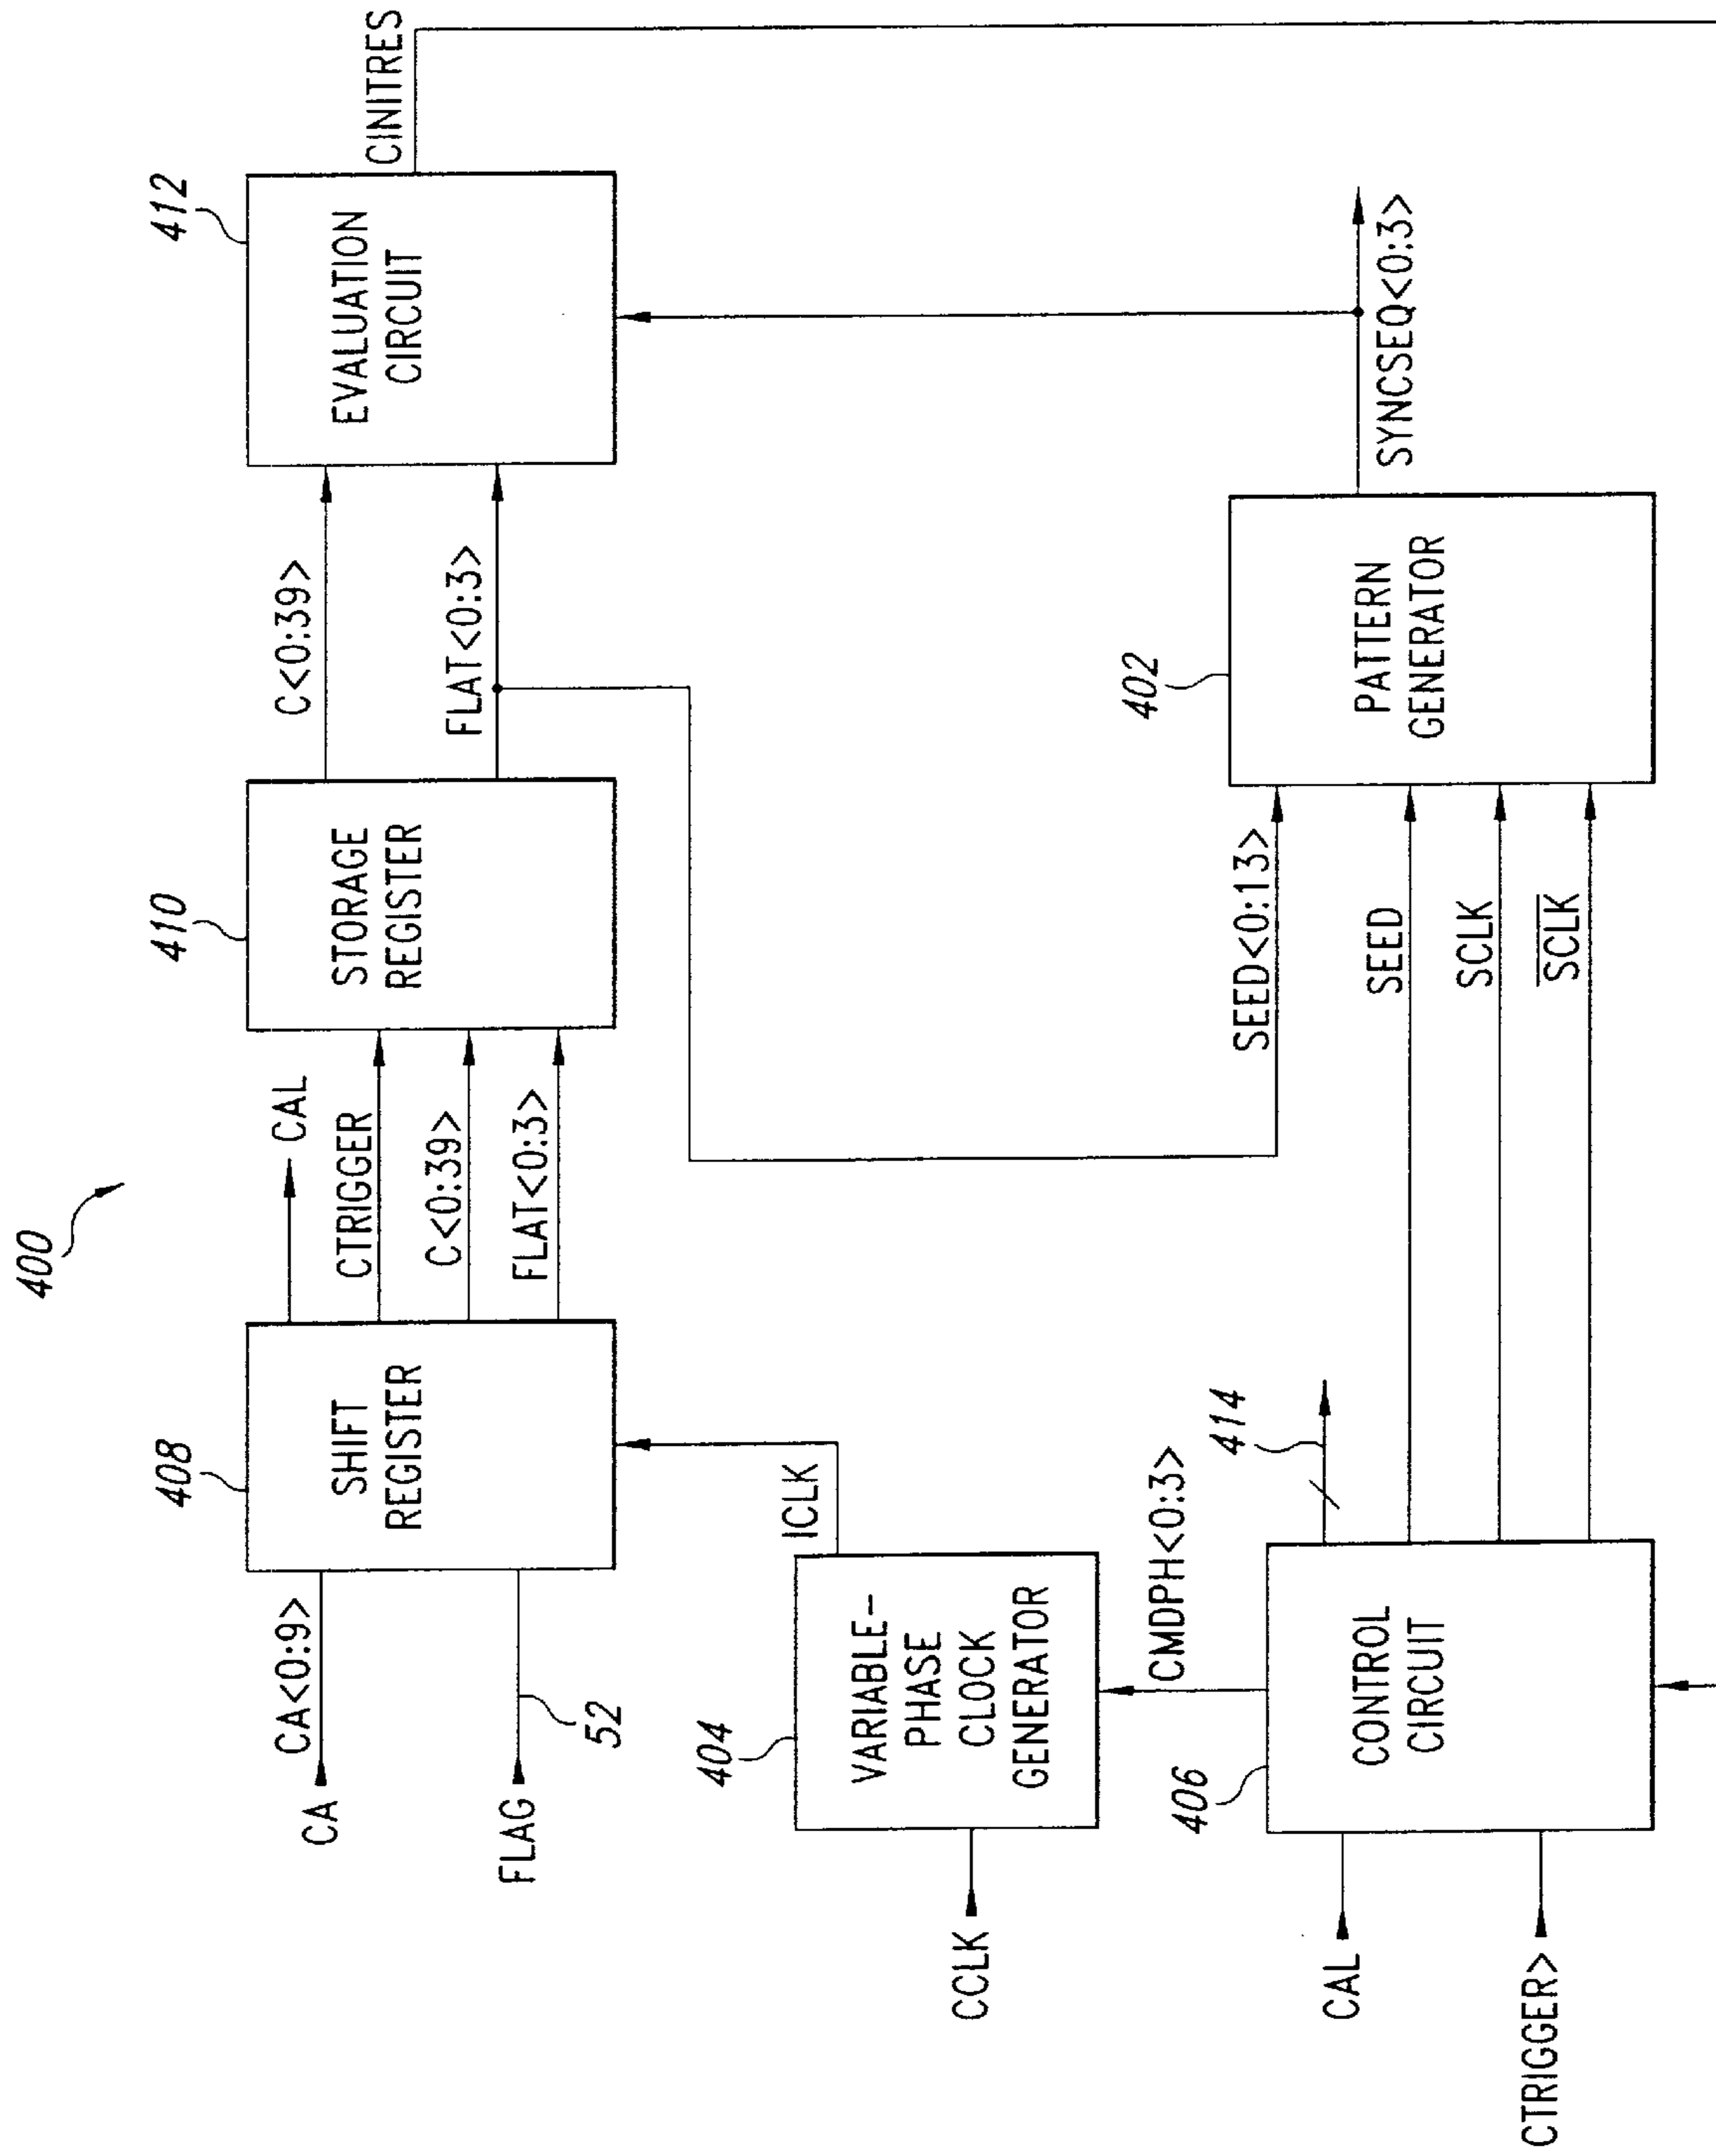 400
CA
CA<0:9>
FLAG
52
408
SHIFT
REGISTER
CAL
CTRIGGER
C<0:39>
FLAT<0:3>
410
STORAGE
REGISTER
C<0:39>
FLAT<0:3>
412
EVALUATION
CIRCUIT
CINITRES
ICLK
CCLK
404
VARIABLE-
PHASE
CLOCK
GENERATOR
CMDPH<0:3>
CAL
CTRIGGER>
406
CONTROL
CIRCUIT
414
SEED<0:13>
SEED
SCLK
SCLK
402
PATTERN
GENERATOR
SYNCSEQ<0:3>